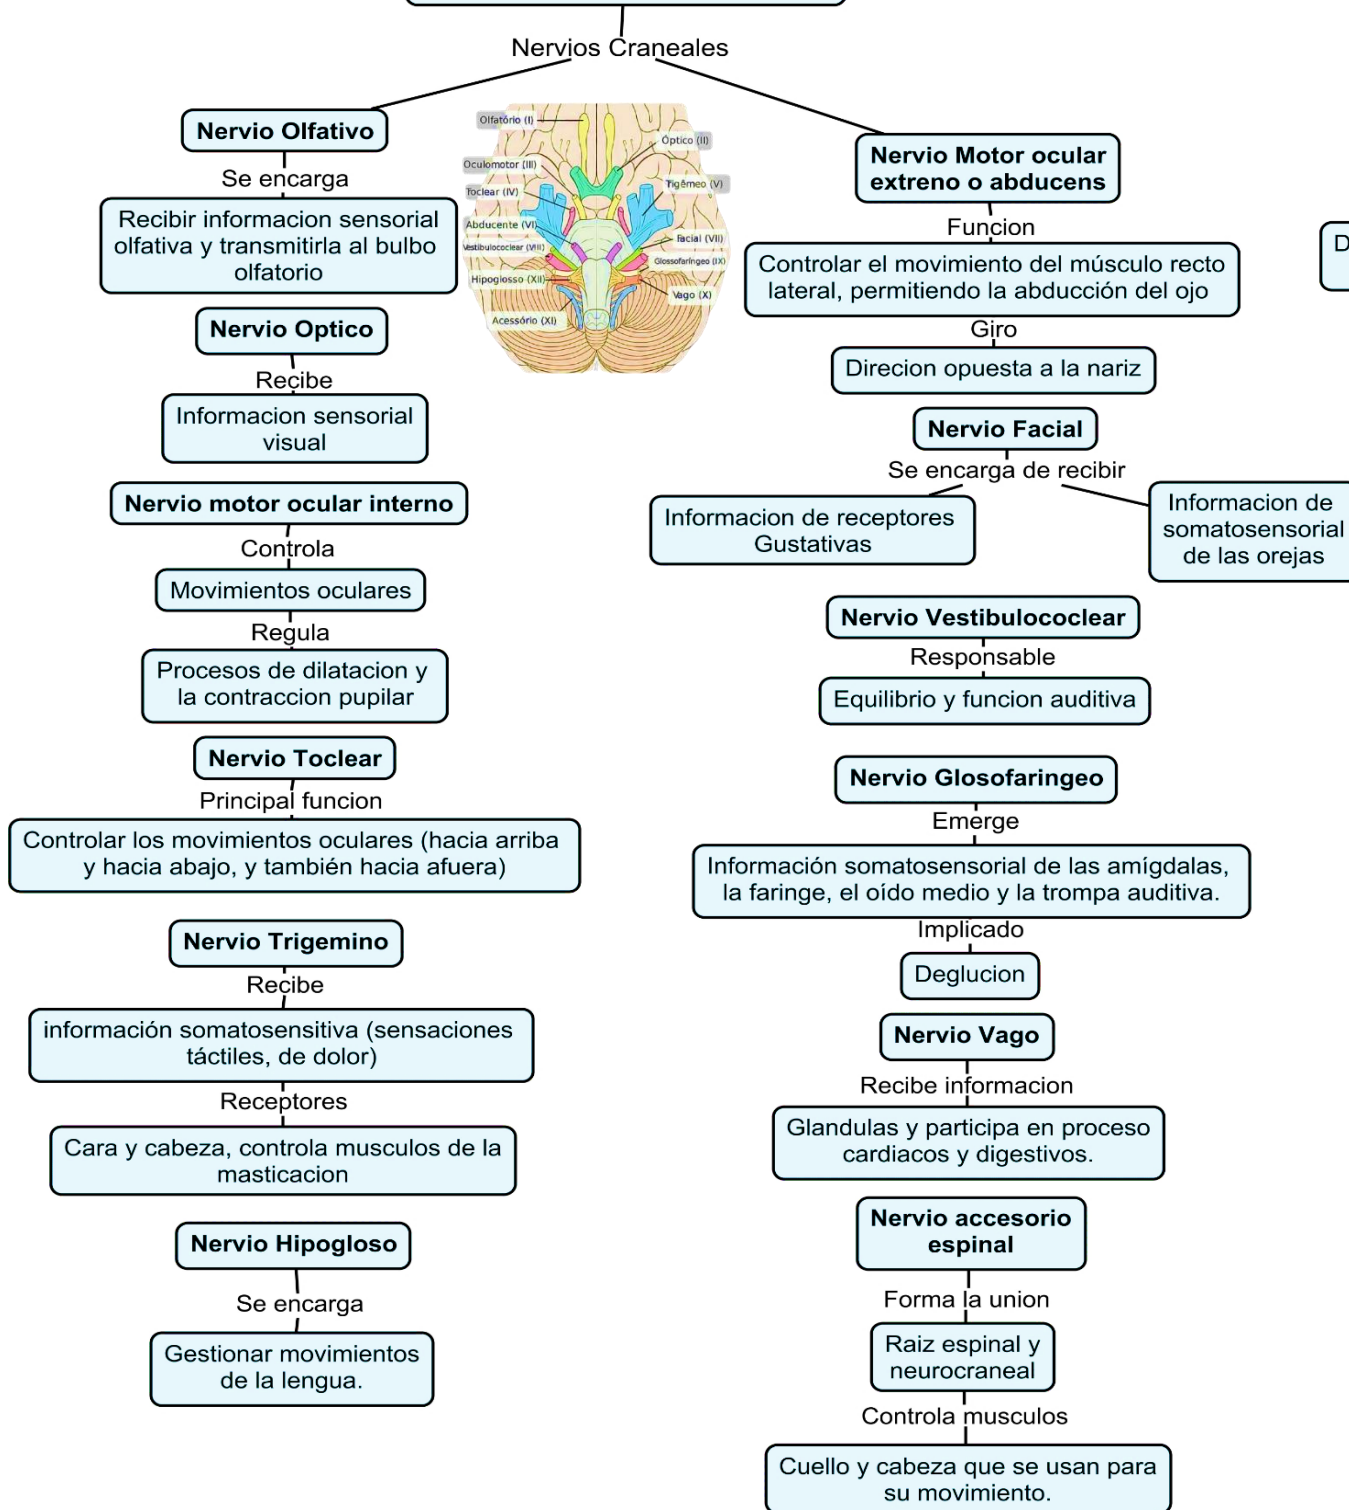 Nervios Craneales
Nervio Olfativo
Se encarga
Recibir informacion sensorial
olfativa y transmitirla al bulbo
olfatorio
Nervio Optico
Recibe
Informacion sensorial
visual
Nervio motor ocular interno
Controla
Movimientos oculares
Regula
Procesos de dilatacion y
la contraccion pupilar
Nervio Toclear
Principal funcion
Controlar los movimientos oculares (hacia arriba
y hacia abajo, y también hacia afuera)
Nervio Trigemino
Recibe
información somatosensitiva (sensaciones
táctiles, de dolor)
Receptores
Cara y cabeza, controla musculos de la
masticacion
Nervio Hipogloso
Se encarga
Gestionar movimientos
de la lengua.
Olfatório (I)
Óptico (II)
Oculomotor (III)
Trigêmeo (V)
Toclear (IV)
Abducente (VI)
Facial (VII)
Vestibulococlear (VIII)
Glossofaríngeo (IX)
Hipoglosso (XII)
Vago (X)
Acessório (XI)
Nervio Motor ocular
extreno o abducens
Funcion
Controlar el movimiento del músculo recto
lateral, permitiendo la abducción del ojo
Giro
Direcion opuesta a la nariz
Nervio Facial
Se encarga de recibir
Informacion de receptores
Gustativas
Informacion de
somatosensorial
de las orejas
Nervio Vestibulococlear
Responsable
Equilibrio y funcion auditiva
Nervio Glosofaringeo
Emerge
Información somatosensorial de las amígdalas,
la faringe, el oído medio y la trompa auditiva.
Implicado
Deglucion
Nervio Vago
Recibe informacion
Glandulas y participa en proceso
cardiacos y digestivos.
Nervio accesorio
espinal
Forma la union
Raiz espinal y
neurocraneal
Controla musculos
Cuello y cabeza que se usan para
su movimiento.
D